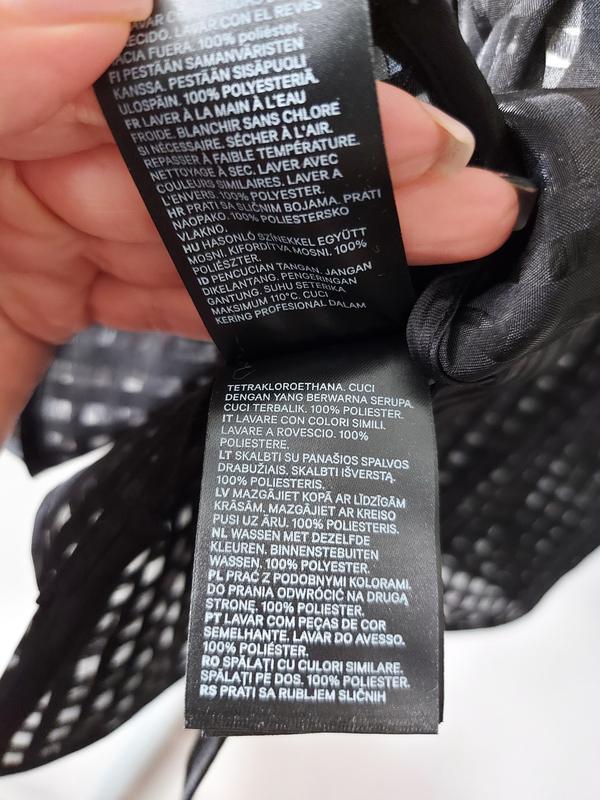 LAVAR CO
TECIDO. LAVAR CON EL REVÉS
HACIA FUERA. 100% poliéster.
FI PESTÄÄN SAMANVÄRISTEN
KANSSA. PESTÄÄN SISÄPUOLI
ULOSPÄIN. 100% POLYESTERIÄ.
FR LAVER À LA MAIN À L'EAU
FROIDE. BLANCHIR SANS CHLORE
SI NÉCESSAIRE. SÉCHER À L'AIR.
REPASSER À FAIBLE TEMPÉRATURE.
NETTOYAGE À SEC. LAVER AVEC
COULEURS SIMILAIRES. LAVER A
L'ENVERS. 100% POLYESTER.
HR PRATI SA SLIČNIM BOJAMA. PRATI
NAOPAKO. 100% POLIESTERSKO
VLAKNO.
HU HASONLÓ SZÍNEKKEL EGYÜTT
MOSNI. KIFORDÍTVA MOSNI. 100%
POLIÉSZTER.
ID PENCUCIAN TANGAN. JANGAN
DIKELANTANG. PENGERINGAN
GANTUNG. SUHU SETERIKA
MAKSIMUM 110°C. CUCI
KERING PROFESIONAL DALAM
TETRAKLOROETHANA. CUCI
DENGAN YANG BERWARNA SERUPA.
CUCI TERBALIK. 100% POLIESTER.
IT LAVARE CON COLORI SIMILI.
LAVARE A ROVESCIO. 100%
POLIESTERE.
LT SKALBTI SU PANAŠIOS SPALVOS
DRABUŽIAIS. SKALBTI IŠVERSTĄ.
100% POLIESTERIS.
LV MAZGĀJIET KOPĀ AR LĪDZĪGĀM
KRĀSĀM. MAZGĀJIET AR KREISO
PUSI UZ ĀRU. 100% POLIESTERIS.
NL WASSEN MET DEZELFDE
KLEUREN. BINNENSTEBUITEN
WASSEN. 100% POLYESTER.
PL PRAĆ Z PODOBNYMI KOLORAMI.
DO PRANIA ODWRÓCIĆ NA DRUGĄ
STRONĘ. 100% POLIESTER.
PT LAVAR COM PEÇAS DE COR
SEMELHANTE. LAVAR DO AVESSO.
100% POLIÉSTER.
RO SPĂLAŢI CU CULORI SIMILARE.
SPĂLAŢI PE DOS. 100% POLIESTER.
RS PRATI SA RUBLJEM SLIČNIH